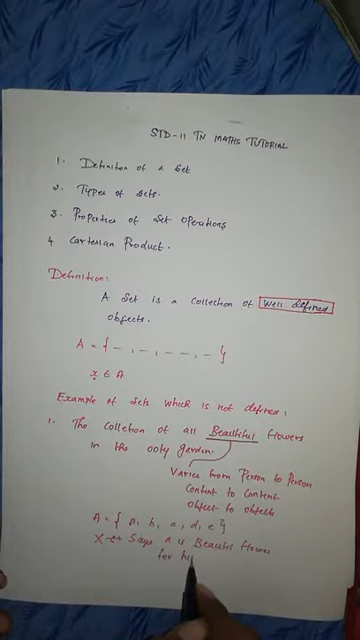 STD-11 TN MATHS TUTORIAL
1. Definition of a Set
2. Types of Sets.
3. Properties of Set Operations
4 Cartesian Product.
Definition:
A Set is a collection of Well defined
objects.
A = { – , – , – – , – }
x ∈ A
Example of Sets which is not defined:
1. The Collection of all Beautiful flowers
in the ooty garden.
Varies from Person to Person
Content to Content
Object to objects
A = { a, b, c, d, e }
Says a is Beautiful flower
for hi